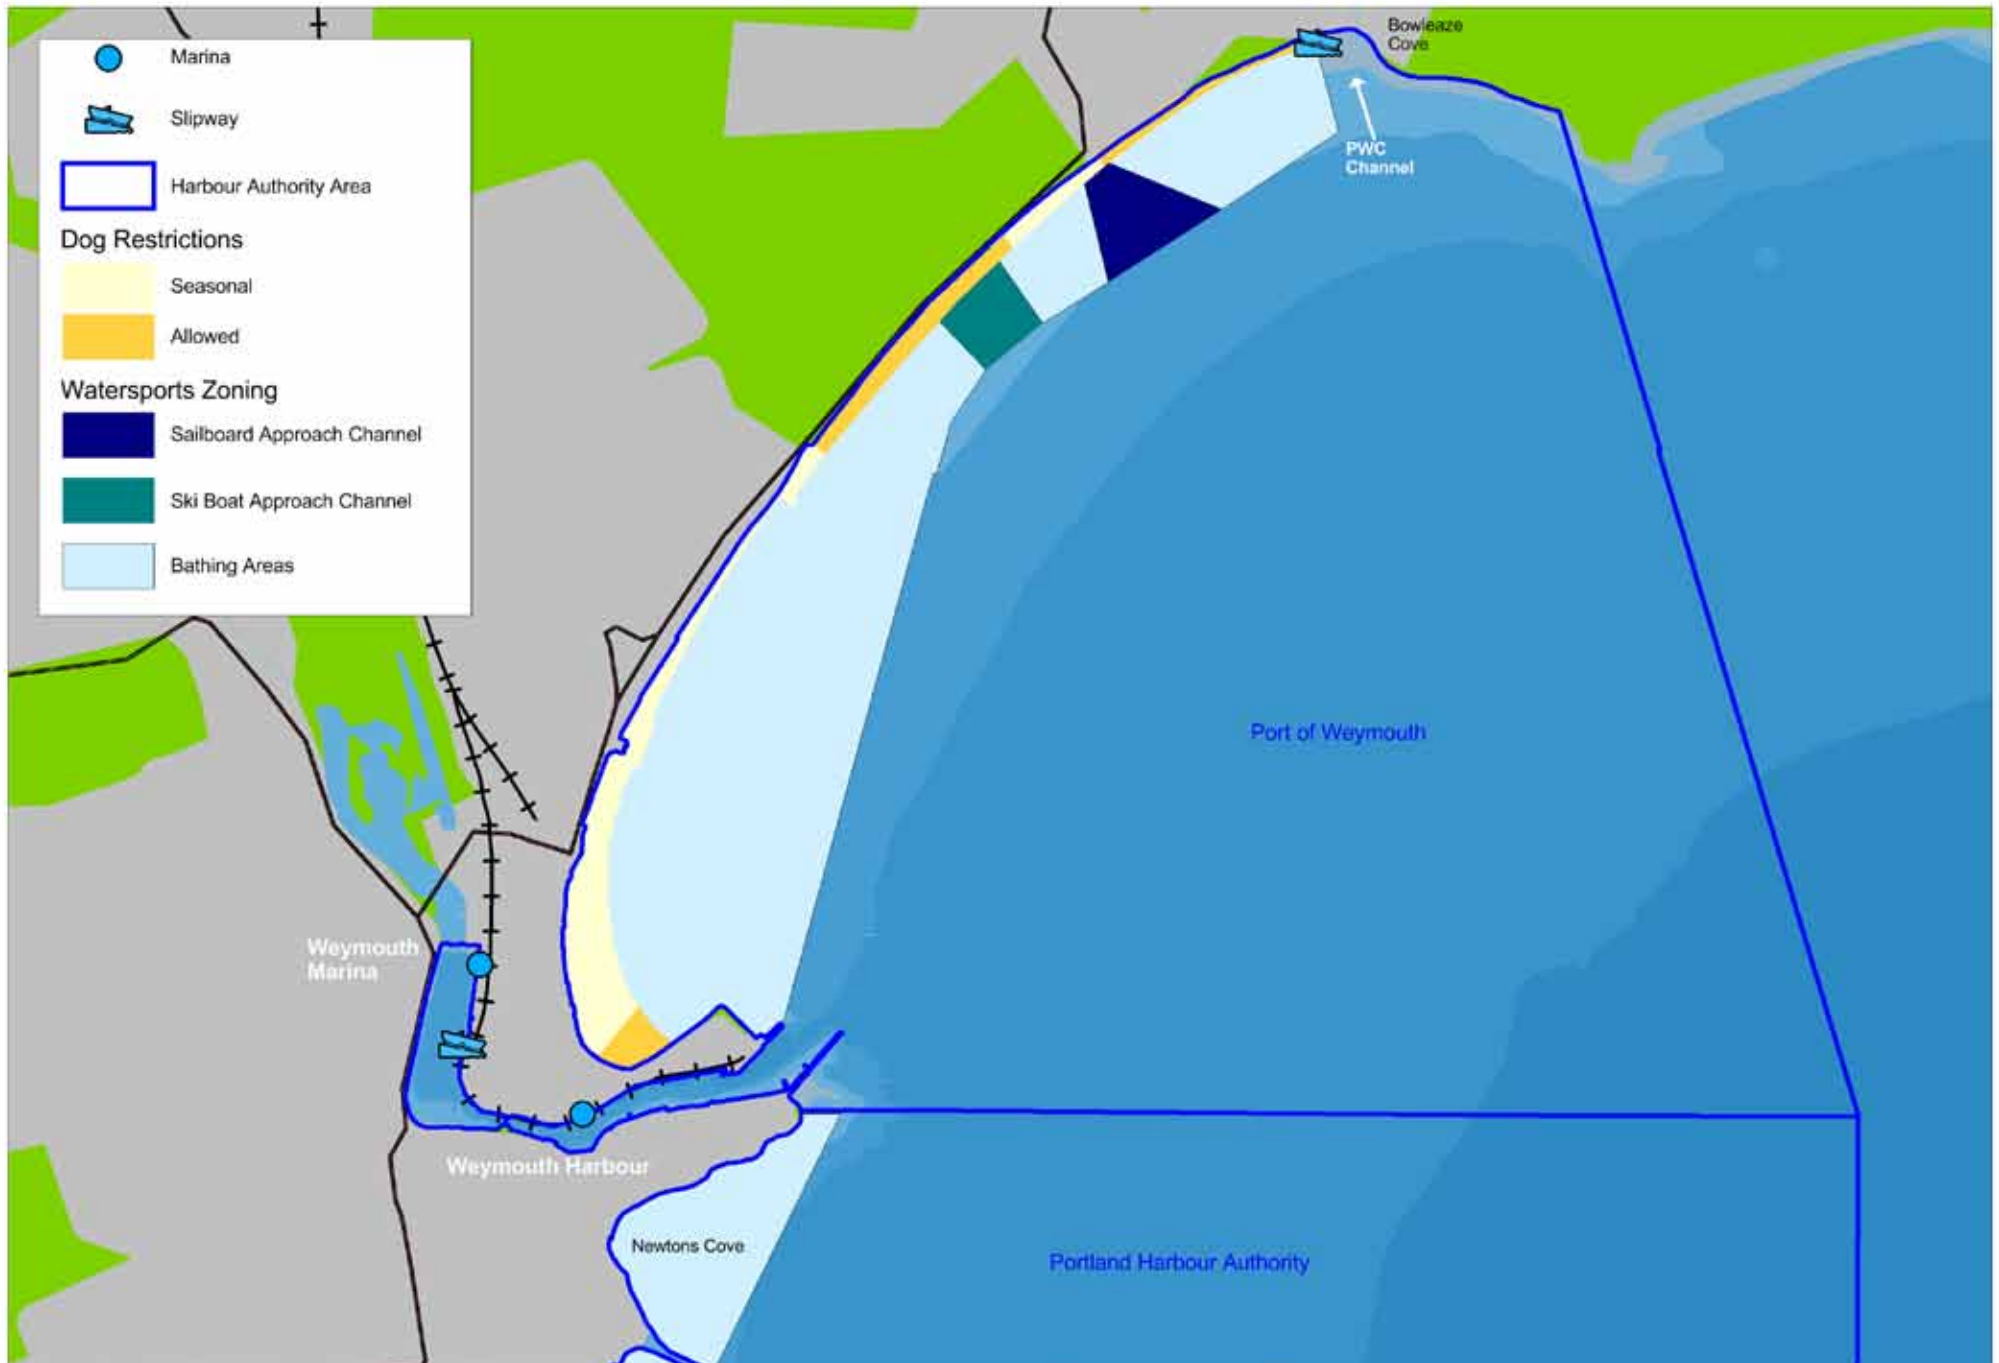 Marina
Slipway
Harbour Authority Area
Dog Restrictions
Seasonal
Allowed
Watersports Zoning
Sailboard Approach Channel
Ski Boat Approach Channel
Bathing Areas
Bowleaze
Cove
PWC
Channel
Port of Weymouth
Weymouth
Marina
Weymouth Harbour
Newtons Cove
Portland Harbour Authority